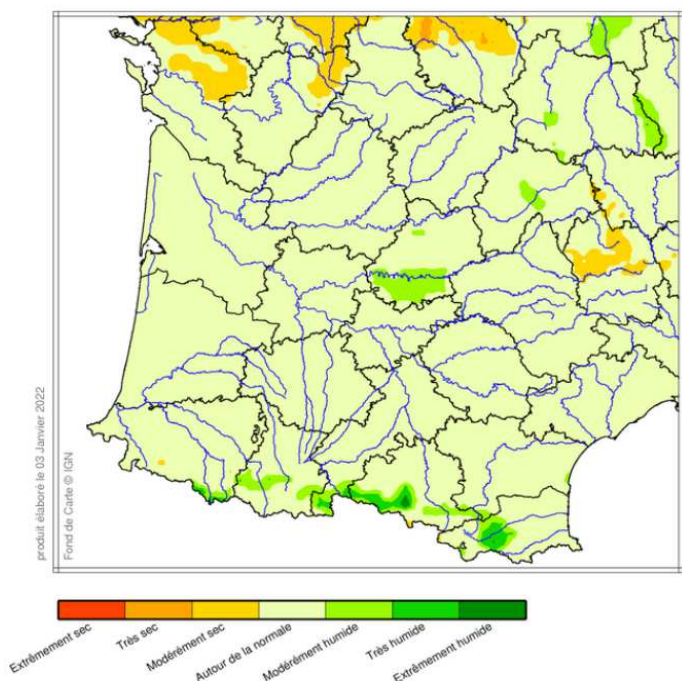 produit élaboré le 03 Janvier 2022
Fond de Carte © IGN
Extrêmement sec
Très sec
Modérément sec
Autour de la normale
Modérément humide
Très humide
Extrêmement humide